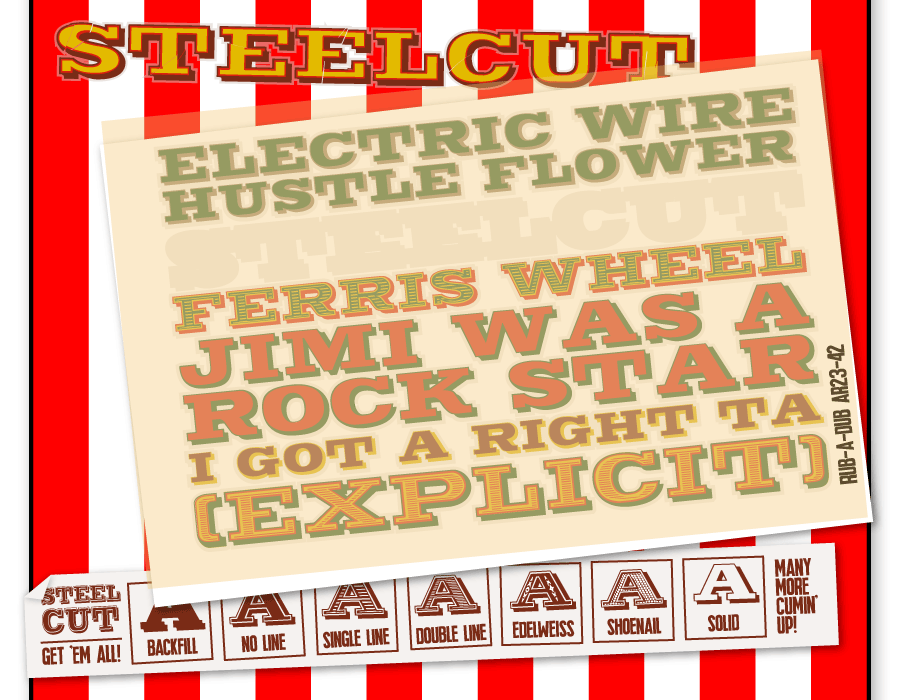 STEELCUT
ELECTRIC WIRE
HUSTLE FLOWER
STEELCUT
FERRIS WHEEL
JIMI WAS A
ROCK STAR
I GOT A RIGHT TA
(EXPLICIT)
RUB-A-DUB AR23-42
STEEL
CUT
GET 'EM ALL!
A
BACKFILL
A
NO LINE
A
SINGLE LINE
A
DOUBLE LINE
A
EDELWEISS
A
SHOENAIL
A
SOLID
MANY
MORE
CUMIN'
UP!